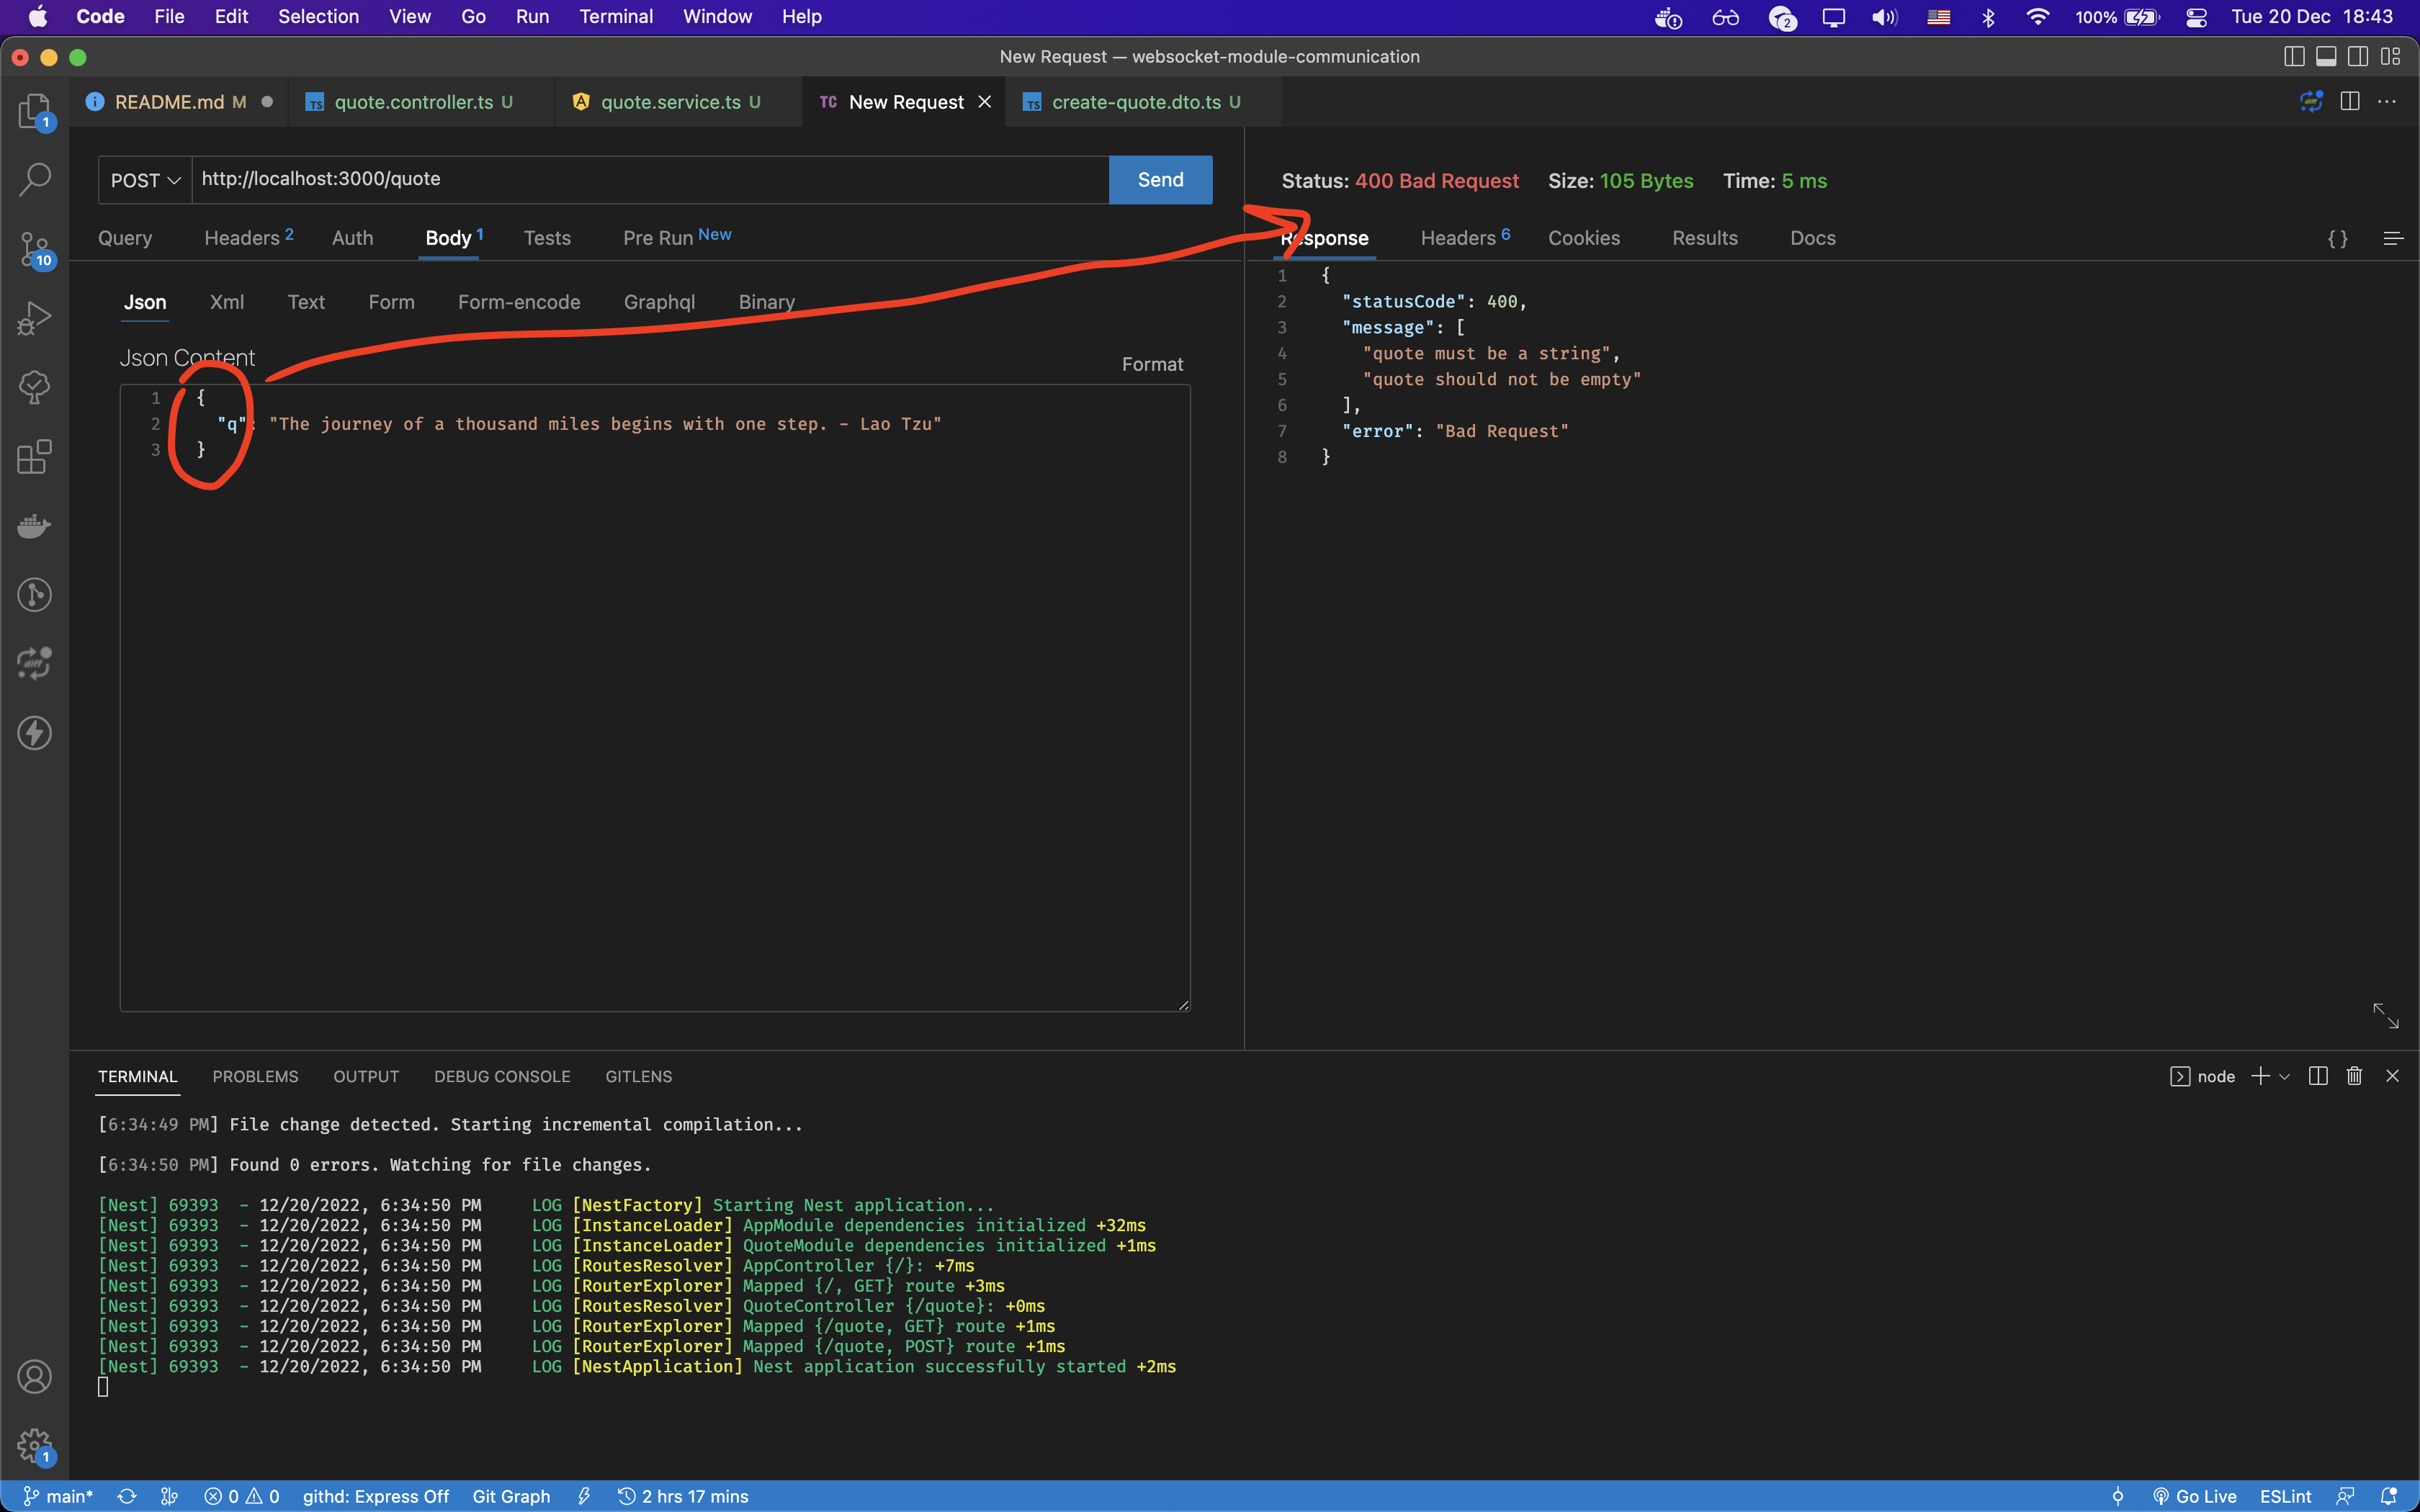 Code File Edit Selection View Go Run Terminal Window Help 2 100% Tue 20 Dec 18:43
New Request — websocket-module-communication
README.md M TS quote.controller.ts U quote.service.ts U TC New Request TS create-quote.dto.ts U
1
10
POST http://localhost:3000/quote Send
Query Headers 2 Auth Body 1 Tests Pre Run New
Json Xml Text Form Form-encode Graphql Binary
Json Content
Format
1 {
2 "q": "The journey of a thousand miles begins with one step. - Lao Tzu"
3 }
Status: 400 Bad Request Size: 105 Bytes Time: 5 ms
Response Headers 6 Cookies Results Docs { }
1 {
2 "statusCode": 400,
3 "message": [
4 "quote must be a string",
5 "quote should not be empty"
6 ],
7 "error": "Bad Request"
8 }
diff
TERMINAL PROBLEMS OUTPUT DEBUG CONSOLE GITLENS node
[6:34:49 PM] File change detected. Starting incremental compilation...
[6:34:50 PM] Found 0 errors. Watching for file changes.
[Nest] 69393 - 12/20/2022, 6:34:50 PM LOG [NestFactory] Starting Nest application...
[Nest] 69393 - 12/20/2022, 6:34:50 PM LOG [InstanceLoader] AppModule dependencies initialized +32ms
[Nest] 69393 - 12/20/2022, 6:34:50 PM LOG [InstanceLoader] QuoteModule dependencies initialized +1ms
[Nest] 69393 - 12/20/2022, 6:34:50 PM LOG [RoutesResolver] AppController {/}: +7ms
[Nest] 69393 - 12/20/2022, 6:34:50 PM LOG [RouterExplorer] Mapped {/, GET} route +3ms
[Nest] 69393 - 12/20/2022, 6:34:50 PM LOG [RoutesResolver] QuoteController {/quote}: +0ms
[Nest] 69393 - 12/20/2022, 6:34:50 PM LOG [RouterExplorer] Mapped {/quote, GET} route +1ms
[Nest] 69393 - 12/20/2022, 6:34:50 PM LOG [RouterExplorer] Mapped {/quote, POST} route +1ms
[Nest] 69393 - 12/20/2022, 6:34:50 PM LOG [NestApplication] Nest application successfully started +2ms
1
main* 0 0 githd: Express Off Git Graph 2 hrs 17 mins Go Live ESLint